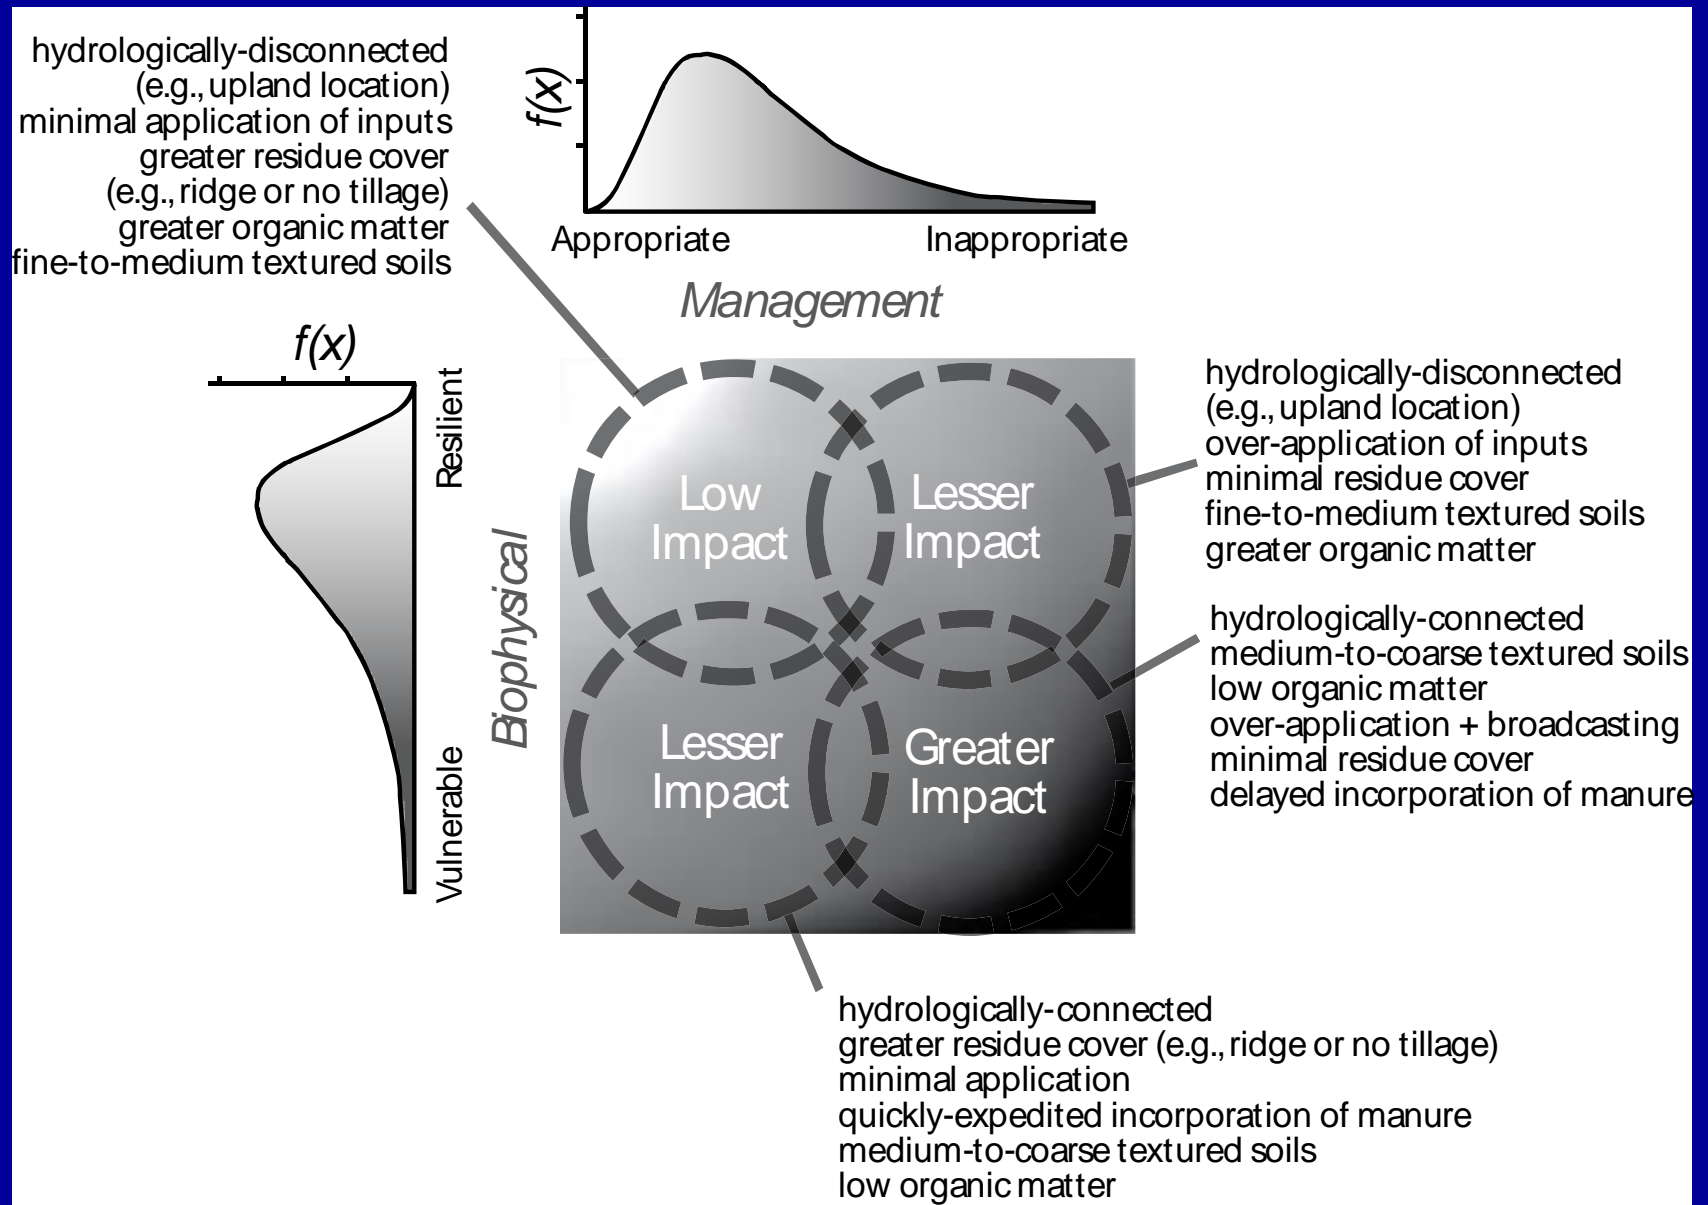 hydrologically-disconnected
(e.g., upland location)
minimal application of inputs
greater residue cover
(e.g., ridge or no tillage)
greater organic matter
fine-to-medium textured soils
f(x)
Appropriate
Inappropriate
Management
f(x)
Resilient
Vulnerable
Biophysical
Low
Impact
Lesser
Impact
Lesser
Impact
Greater
Impact
hydrologically-disconnected
(e.g., upland location)
over-application of inputs
minimal residue cover
fine-to-medium textured soils
greater organic matter
hydrologically-connected
medium-to-coarse textured soils
low organic matter
over-application + broadcasting
minimal residue cover
delayed incorporation of manure
hydrologically-connected
greater residue cover (e.g., ridge or no tillage)
minimal application
quickly-expedited incorporation of manure
medium-to-coarse textured soils
low organic matter